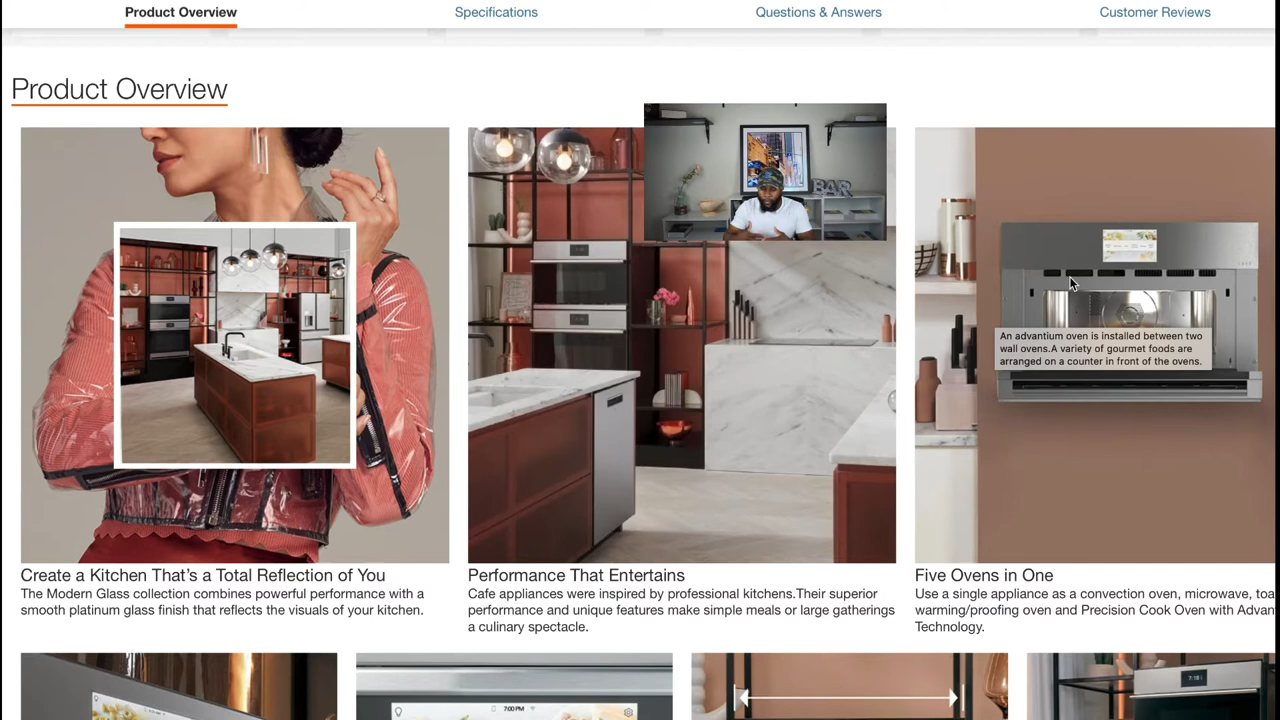 Product Overview
Specifications
Questions & Answers
Customer Reviews
Product Overview
BAR
CAFE
An advantium oven is installed between two
wall ovens.A variety of gourmet foods are
arranged on a counter in front of the ovens.
Create a Kitchen That's a Total Reflection of You
The Modern Glass collection combines powerful performance with a
smooth platinum glass finish that reflects the visuals of your kitchen.
Performance That Entertains
Cafe appliances were inspired by professional kitchens.Their superior
performance and unique features make simple meals or large gatherings
a culinary spectacle.
Five Ovens in One
Use a single appliance as a convection oven, microwave, toa
warming/proofing oven and Precision Cook Oven with Advan
Technology.
7:00 PM